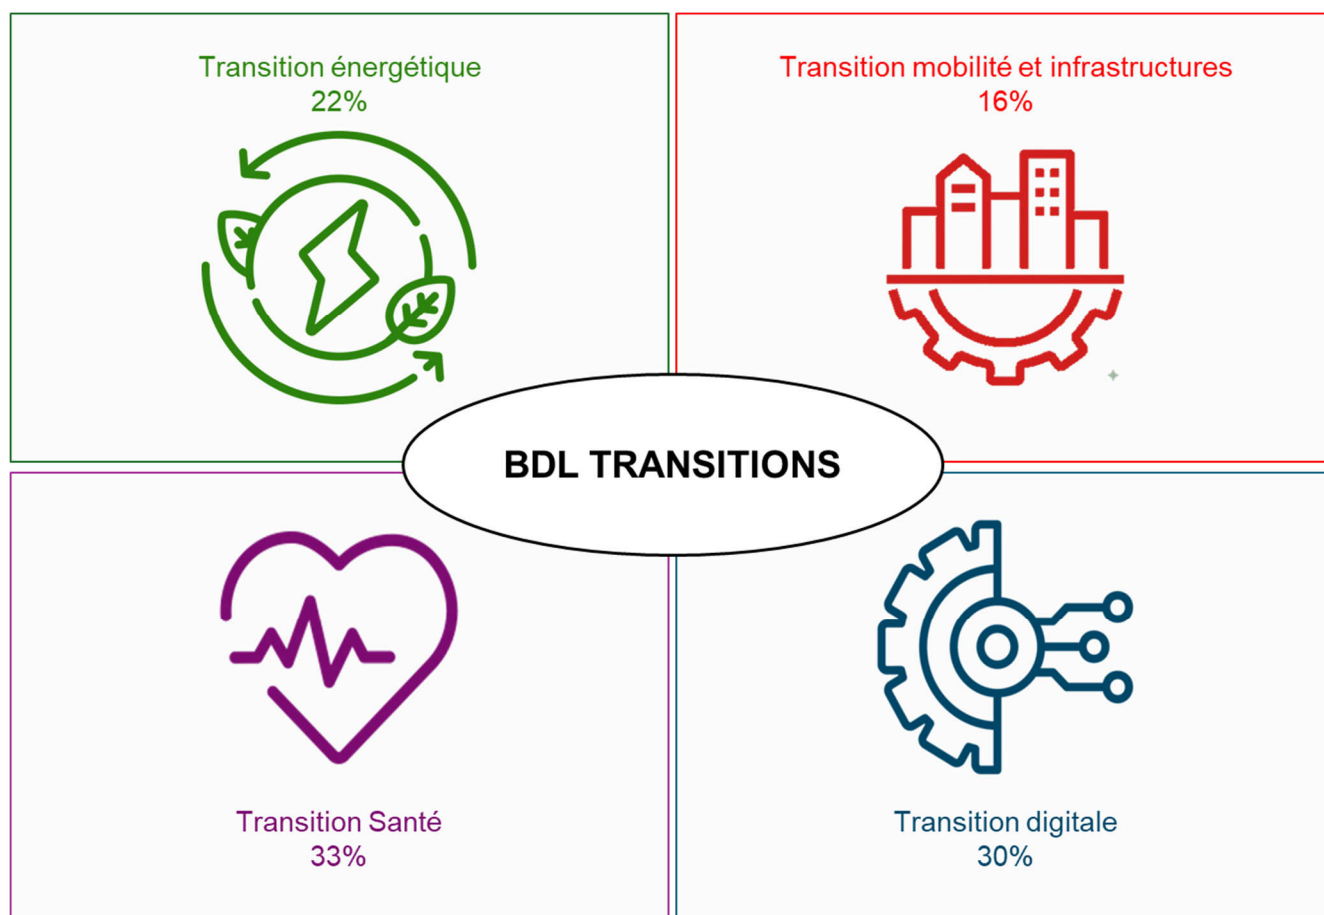 Transition énergétique
22%
Transition mobilité et infrastructures
16%
BDL TRANSITIONS
Transition Santé
33%
Transition digitale
30%